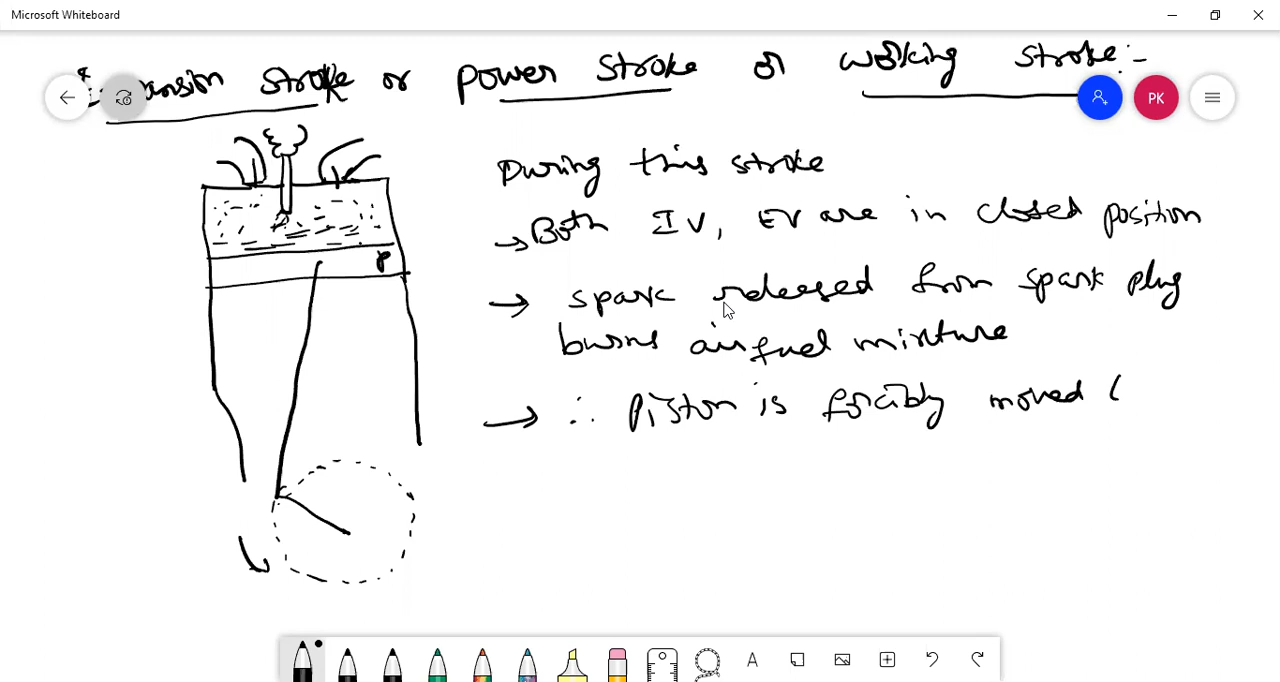 Microsoft Whiteboard
* Expansion stroke or power stroke or working stroke:-
PK
During this stroke
→ Both IV, EV are in closed position
→ spark released from spark plug
burns air fuel mixture
→ ∴ Piston is forcibly moved (
P
A